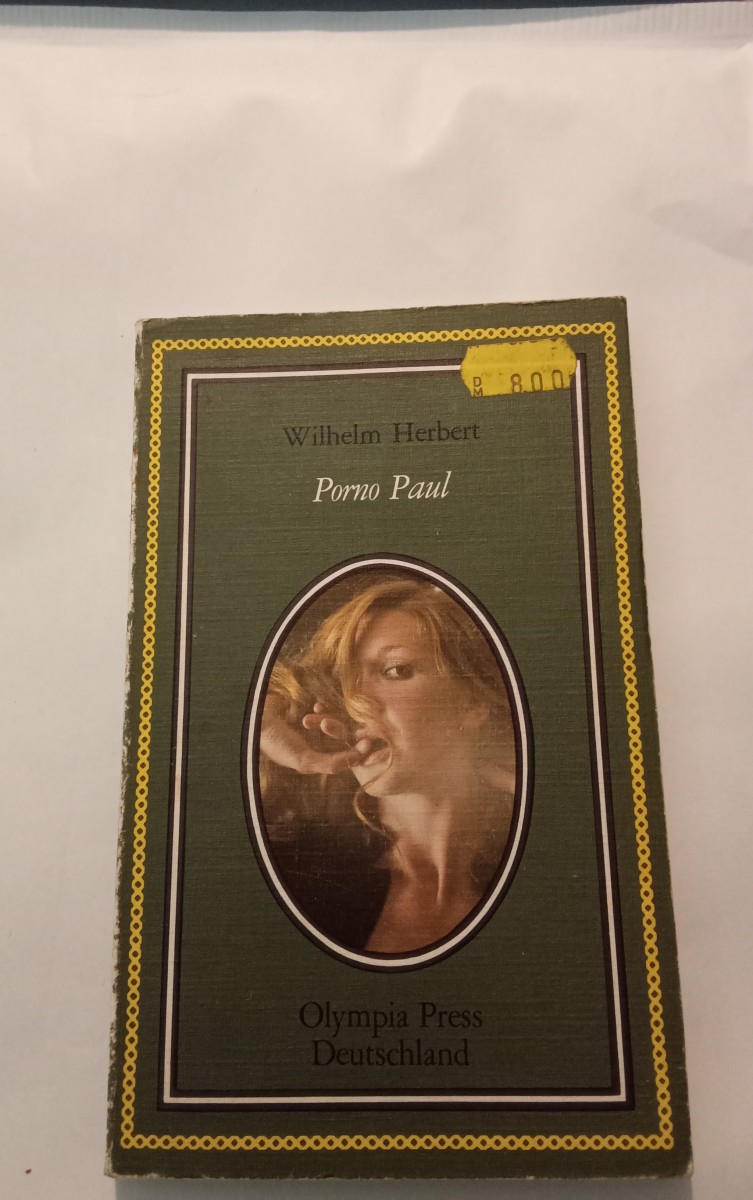 DM 8.00
Wilhelm Herbert
Porno Paul
Olympia Press
Deutschland